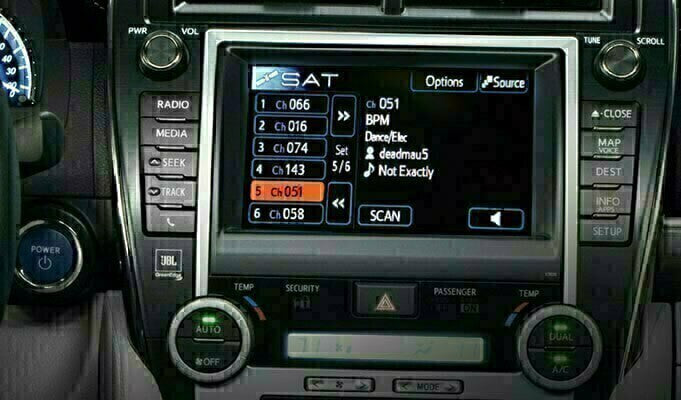 PWR
VOL
TUNE
SCROLL
SAT
Options
Source
RADIO
MEDIA
SEEK
TRACK
1 Ch 066
2 Ch 016
3 Ch 074
4 Ch 143
5 Ch 051
6 Ch 058
Set
5/6
Ch 051
BPM
Dance/Elec
deadmau5
Not Exactly
SCAN
CLOSE
MAP
VOICE
DEST
INFO
APPS
SETUP
POWER
JBL
GreenEdge
TEMP
SECURITY
PASSENGER
ON
TEMP
AUTO
OFF
DUAL
A/C
MODE